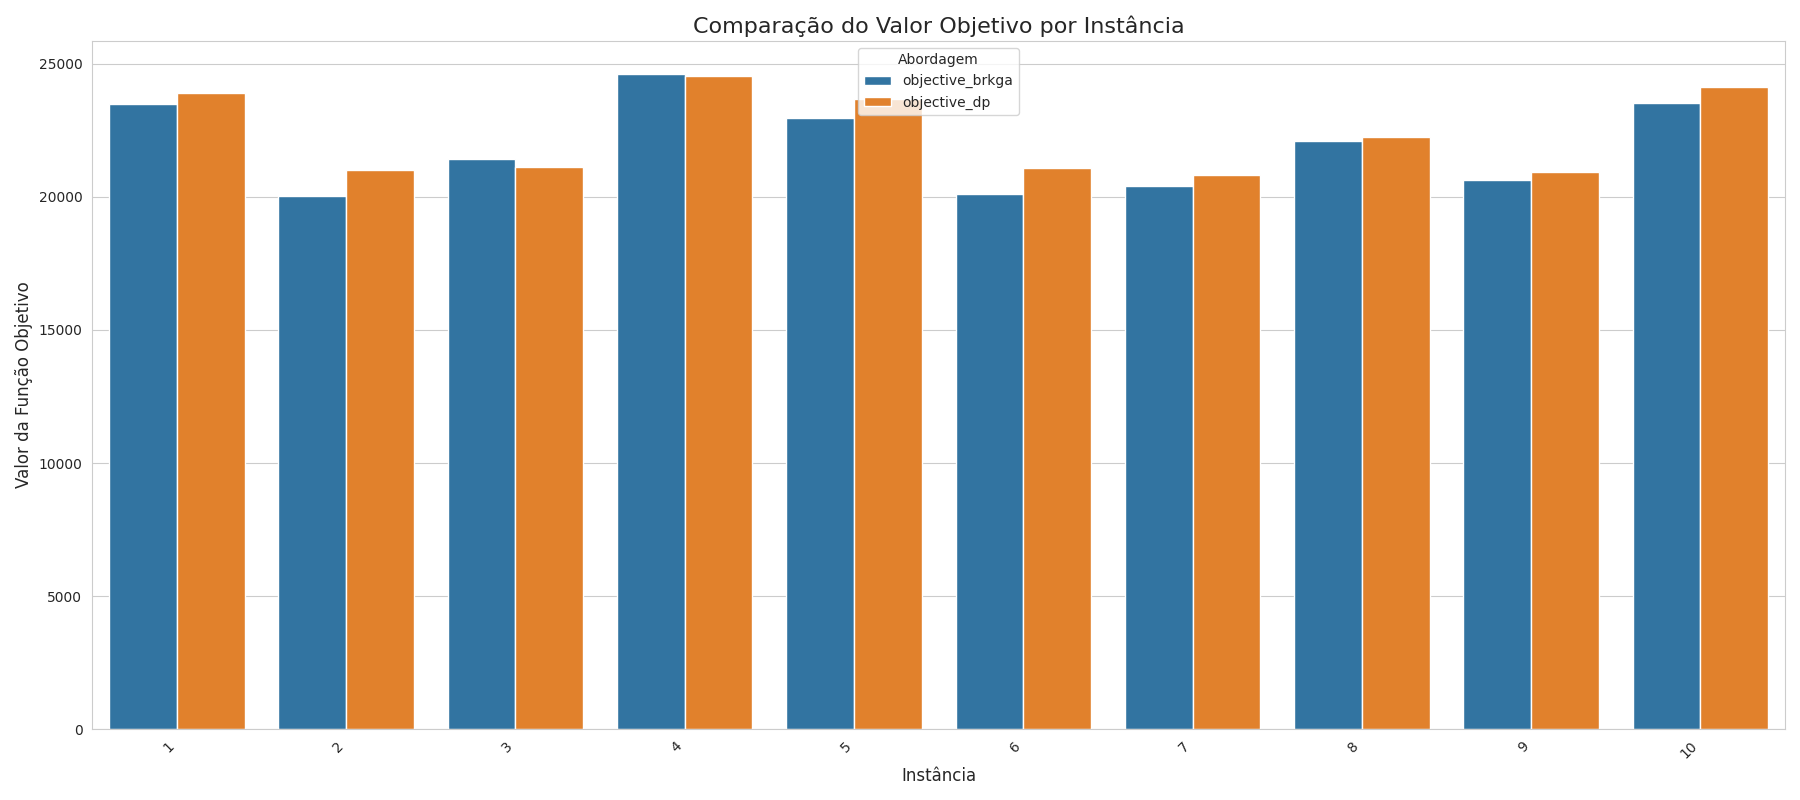 Comparação do Valor Objetivo por Instância
Abordagem
objective_brkga
objective_dp
Valor da Função Objetivo
25000
20000
15000
10000
5000
0
1
2
3
4
5
6
7
8
9
10
Instância